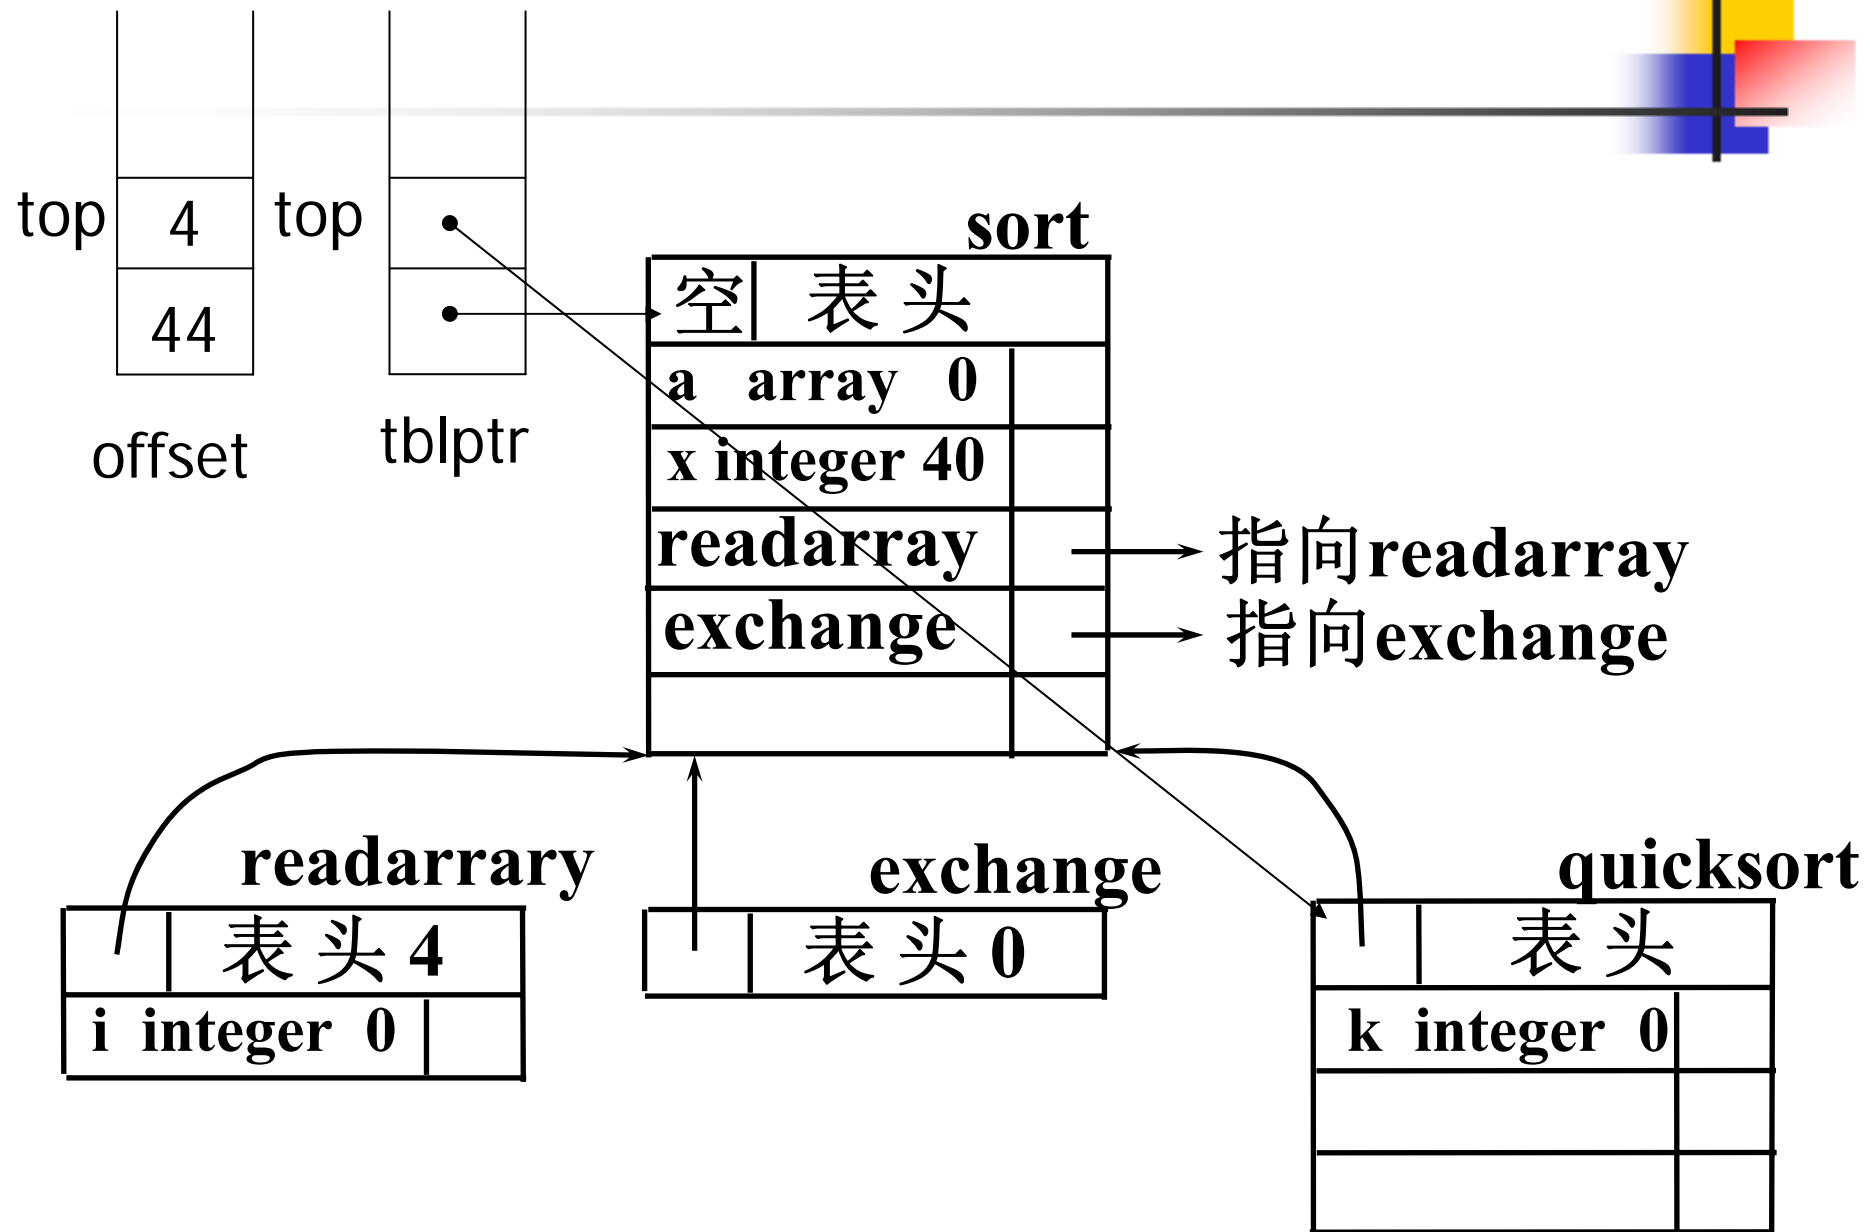 top 4 top
44
offset tblptr
sort
空 表 头
a array 0
x integer 40
readarray 指向readarray
exchange 指向exchange
readarrary
表 头 4
i integer 0
exchange
表 头 0
quicksort
表 头
k integer 0